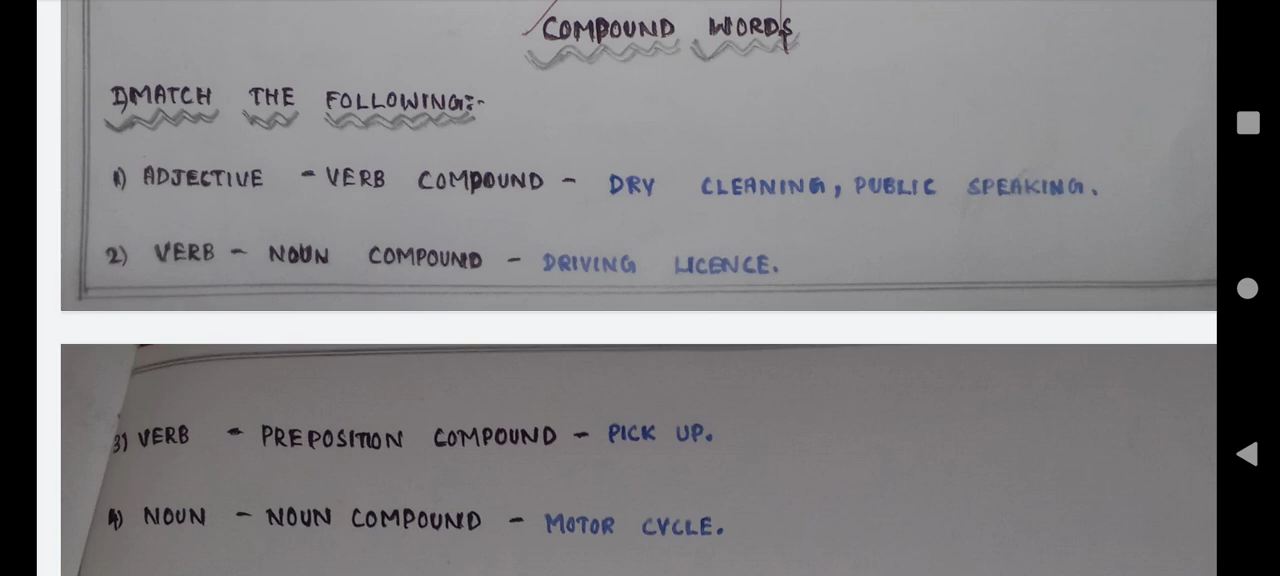 COMPOUND WORDS
I) MATCH THE FOLLOWING:-
1) ADJECTIVE - VERB COMPOUND - DRY CLEANING, PUBLIC SPEAKING.
2) VERB - NOUN COMPOUND - DRIVING LICENCE.
3) VERB - PREPOSITION COMPOUND - PICK UP.
4) NOUN - NOUN COMPOUND - MOTOR CYCLE.